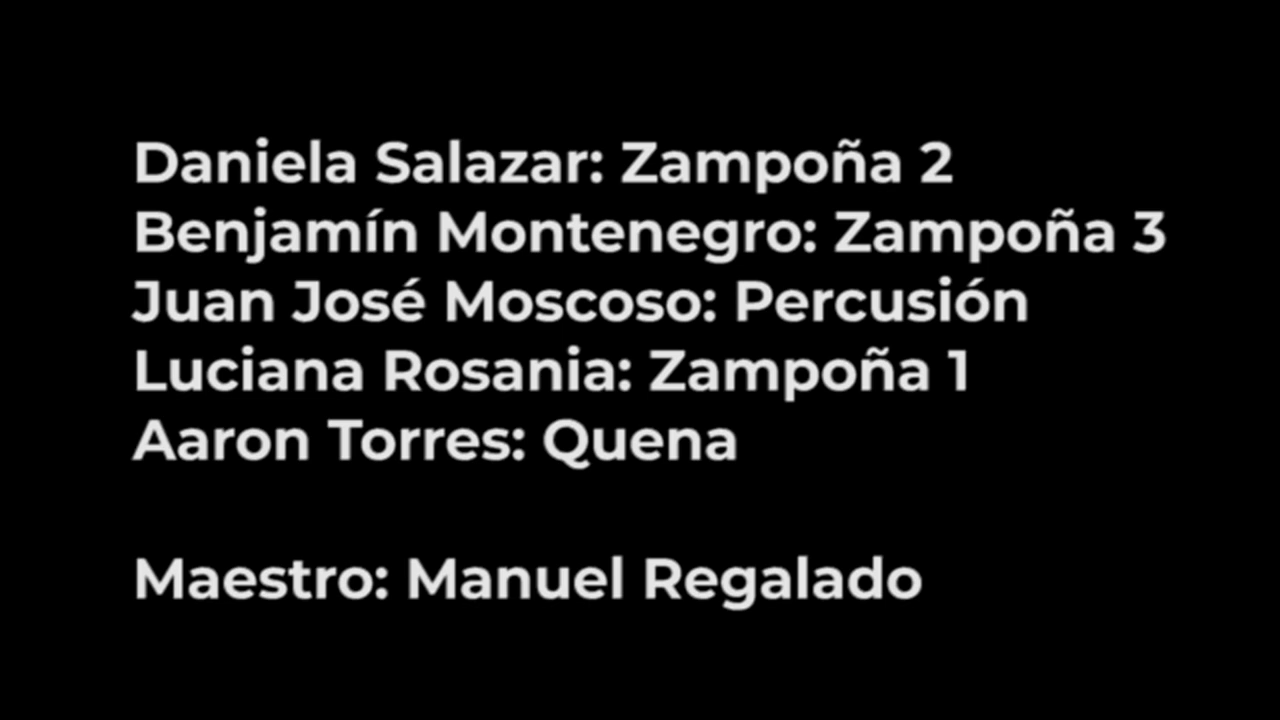 Daniela Salazar: Zampoña 2
Benjamín Montenegro: Zampoña 3
Juan José Moscoso: Percusión
Luciana Rosania: Zampoña 1
Aaron Torres: Quena
Maestro: Manuel Regalado